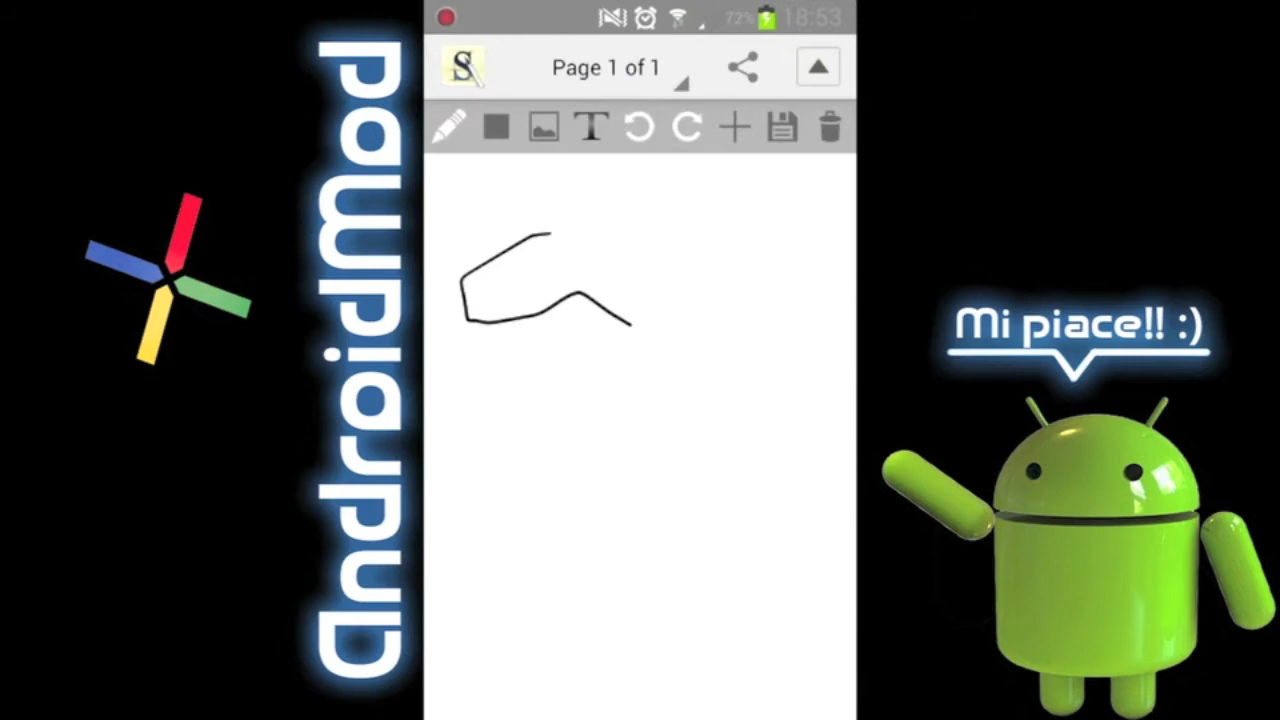 AndroidMod
72% 18:53
S
Page 1 of 1
T
Mi piace!! :)